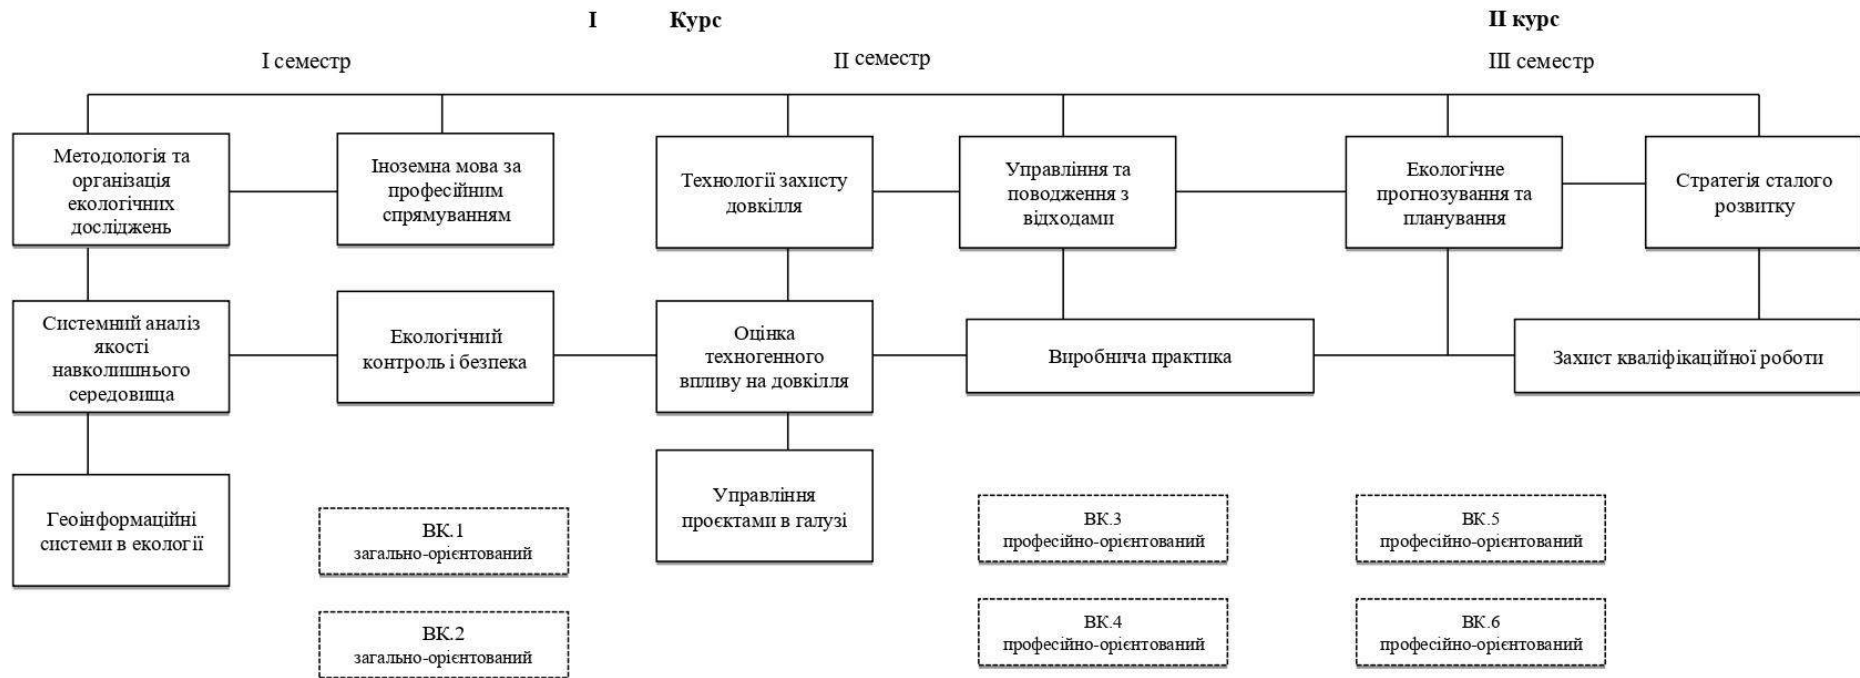 I Курс
II курс
I семестр
II семестр
III семестр
Методологія та
організація
екологічних
досліджень
Іноземна мова за
професійним
спрямуванням
Технології захисту
довкілля
Управління та
поводження з
відходами
Екологічне
прогнозування та
планування
Стратегія сталого
розвитку
Системний аналіз
якості
навколишнього
середовища
Екологічний
контроль і безпека
Оцінка
техногенного
впливу на довкілля
Виробнича практика
Захист кваліфікаційної роботи
Геоінформаційні
системи в екології
ВК.1
загально-орієнтований
Управління
проєктами в галузі
ВК.3
професійно-орієнтований
ВК.5
професійно-орієнтований
ВК.2
загально-орієнтований
ВК.4
професійно-орієнтований
ВК.6
професійно-орієнтований